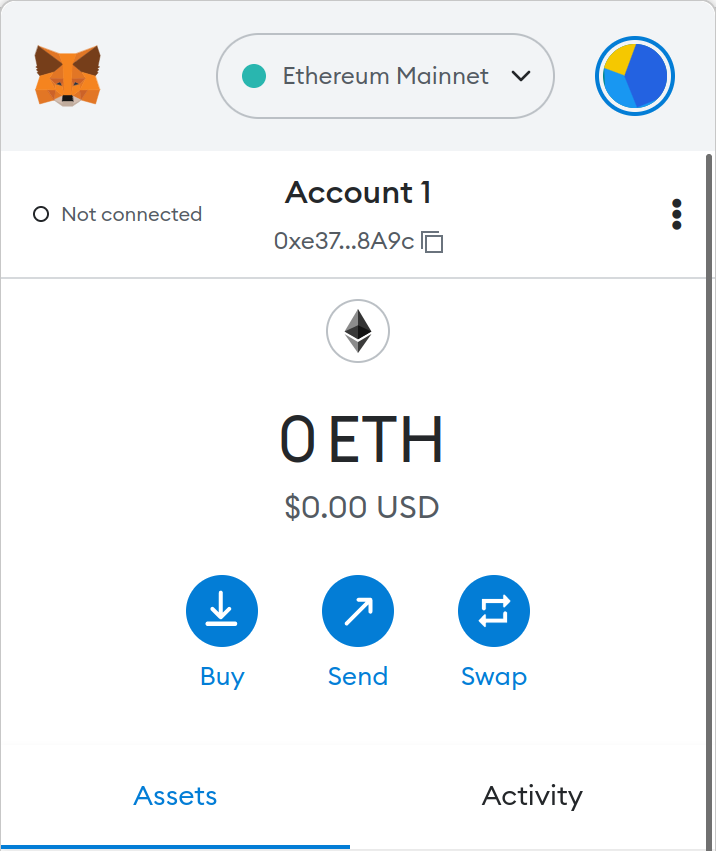 Ethereum Mainnet
Not connected
Account 1
0xe37...8A9c
0 ETH
$0.00 USD
Buy
Send
Swap
Assets
Activity